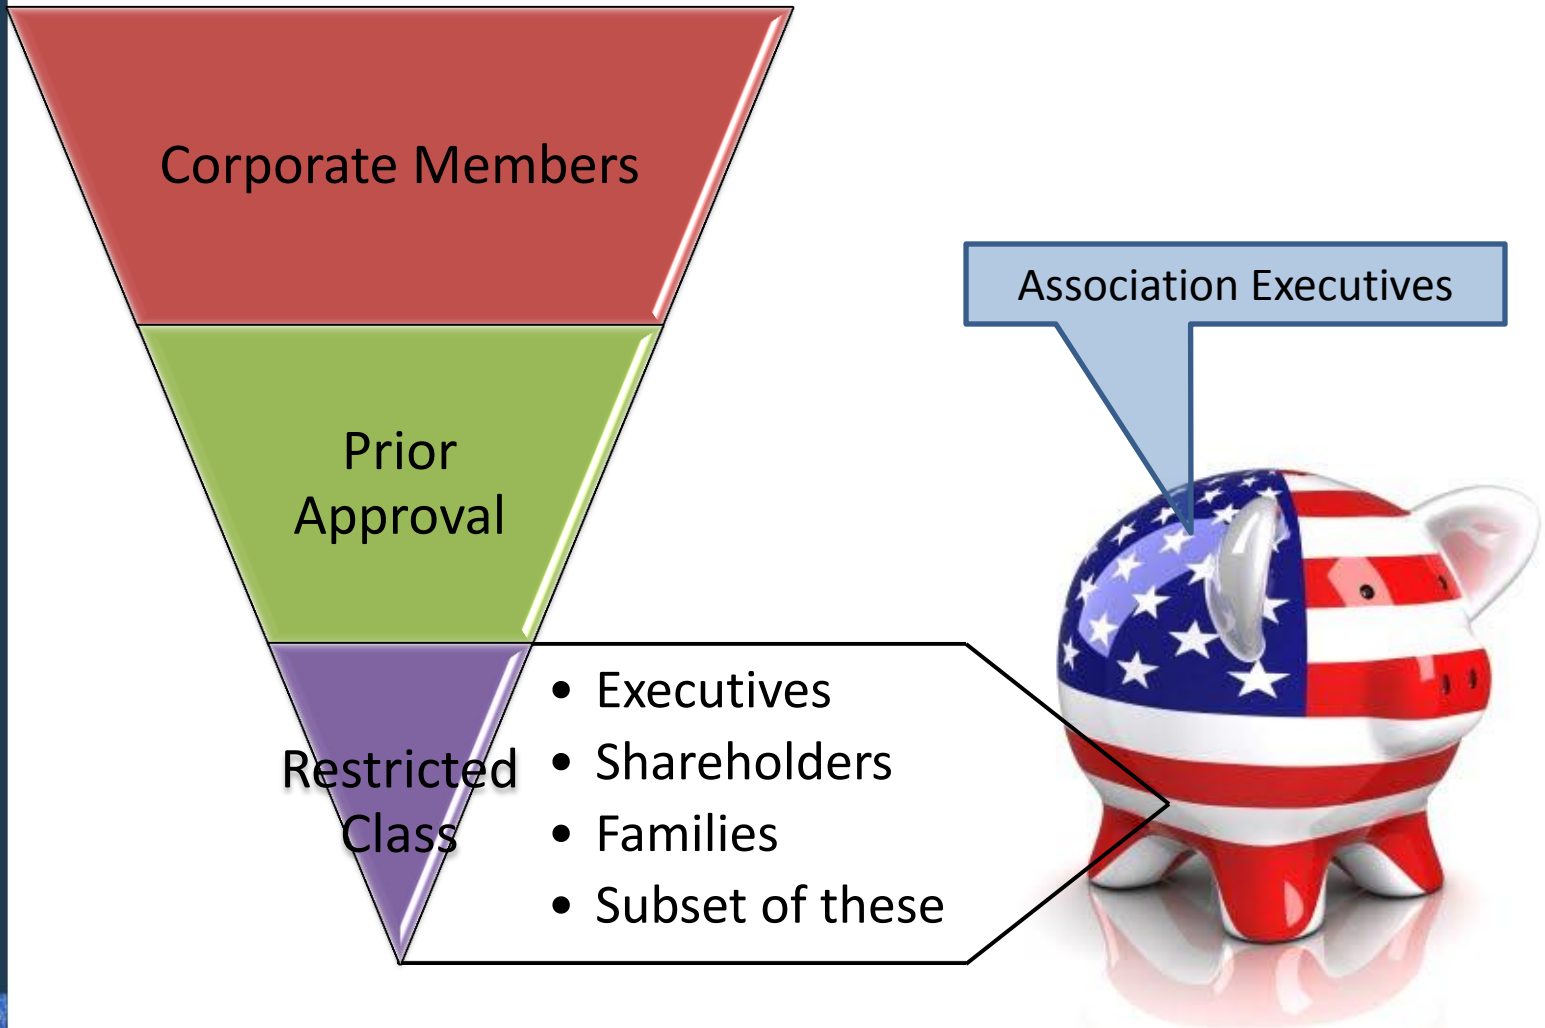 Corporate Members
Association Executives
Prior
Approval
Restricted
Class
• Executives
• Shareholders
• Families
• Subset of these